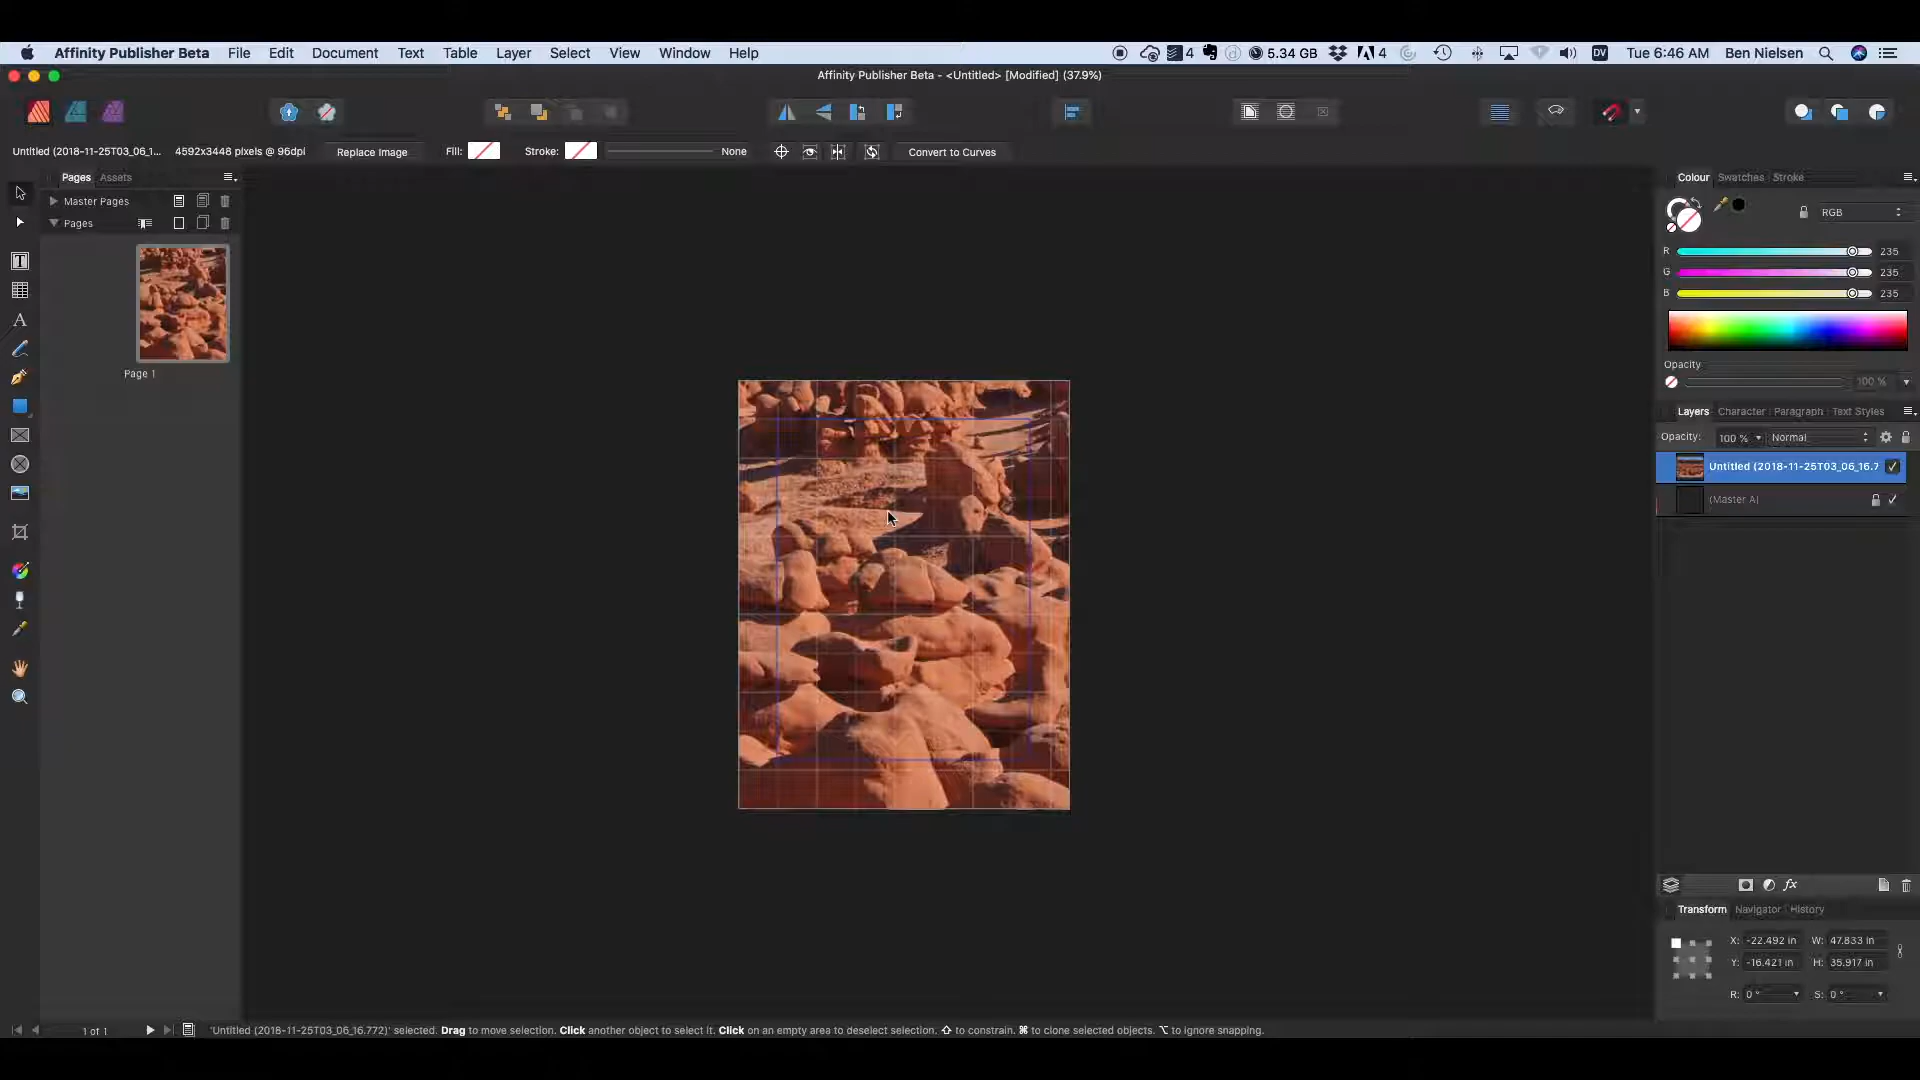 Affinity Publisher Beta File Edit Document Text Table Layer Select View Window Help 4 5.34 GB 4 DV Tue 6:46 AM Ben Nielsen
Affinity Publisher Beta - <Untitled> [Modified] (37.9%)
Untitled (2018-11-25T03_06_1... 4592x3448 pixels @ 96dpi Replace Image Fill: Stroke: None Convert to Curves
Pages Assets
Master Pages
Pages
Page 1
Colour Swatches Stroke
RGB
R 235
G 235
B 235
Opacity
100 %
Layers Character Paragraph Text Styles
Opacity: 100 % Normal
Untitled (2018-11-25T03_06_16.7
(Master A)
fx
Transform Navigator History
X: -22.492 in W: 47.833 in
Y: -16.421 in H: 35.917 in
R: 0 ° S: 0 °
1 of 1 'Untitled (2018-11-25T03_06_16.772)' selected. Drag to move selection. Click another object to select it. Click on an empty area to deselect selection. ⇧ to constrain. ⌘ to clone selected objects. ⌥ to ignore snapping.